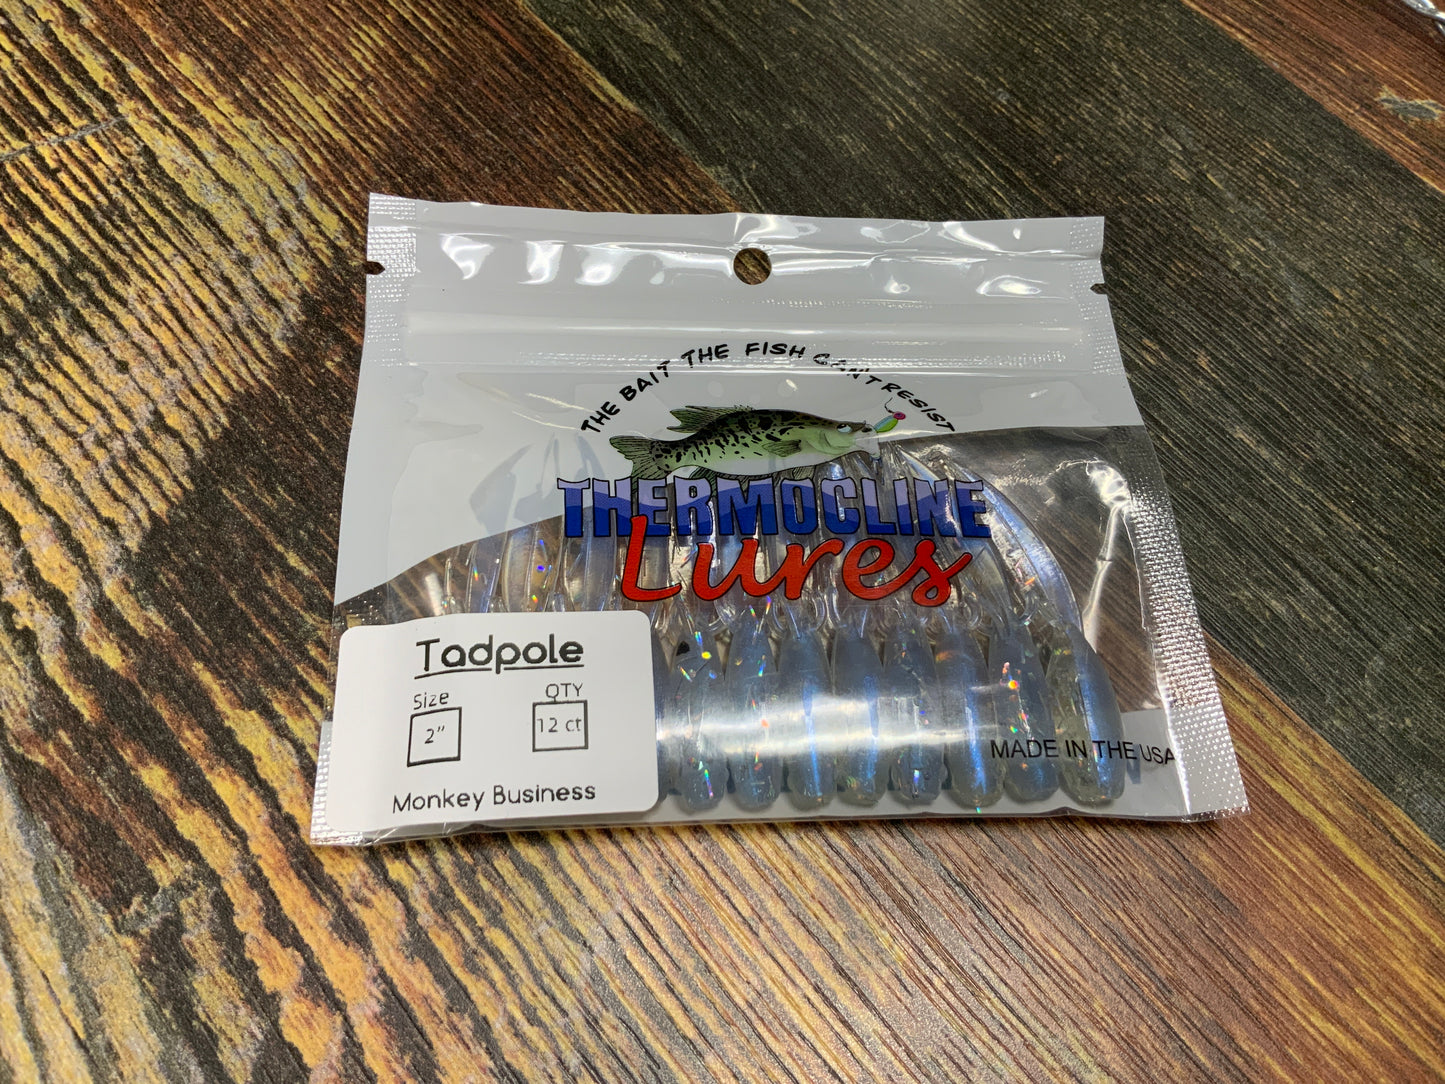 THE BAIT THE FISH CAN'T RESIST
THERMOCLINE
Lures
Tadpole
Size QTY
2" 12 ct
Monkey Business
MADE IN THE USA